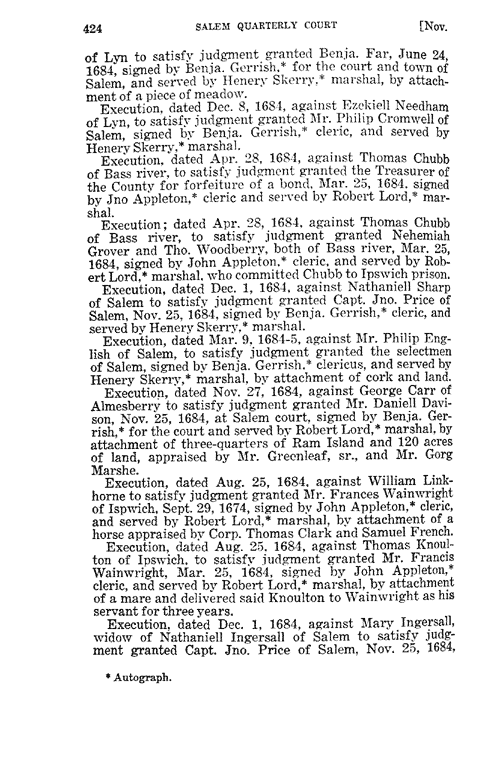 424 SALEM QUARTERLY COURT [Nov.
of Lyn to satisfy judgment granted Benja. Far, June 24,
1684, signed by Benja. Gerrish,* for the court and town of
Salem, and served by Henery Skerry,* marshal, by attach-
ment of a piece of meadow.
Execution, dated Dec. 8, 1684, against Ezekiell Needham
of Lyn, to satisfy judgment granted Mr. Philip Cromwell of
Salem, signed by Benja. Gerrish,* cleric, and served by
Henery Skerry,* marshal.
Execution, dated Apr. 28, 1684, against Thomas Chubb
of Bass river, to satisfy judgment granted the Treasurer of
the County for forfeiture of a bond, Mar. 25, 1684, signed
by Jno Appleton,* cleric and served by Robert Lord,* mar-
shal.
Execution; dated Apr. 28, 1684, against Thomas Chubb
of Bass river, to satisfy judgment granted Nehemiah
Grover and Tho. Woodberry, both of Bass river, Mar. 25,
1684, signed by John Appleton,* cleric, and served by Rob-
ert Lord,* marshal, who committed Chubb to Ipswich prison.
Execution, dated Dec. 1, 1684, against Nathaniell Sharp
of Salem to satisfy judgment granted Capt. Jno. Price of
Salem, Nov. 25, 1684, signed by Benja. Gerrish,* cleric, and
served by Henery Skerry,* marshal.
Execution, dated Mar. 9, 1684-5, against Mr. Philip Eng-
lish of Salem, to satisfy judgment granted the selectmen
of Salem, signed by Benja. Gerrish,* clericus, and served by
Henery Skerry,* marshal, by attachment of cork and land.
Execution, dated Nov. 27, 1684, against George Carr of
Almesberry to satisfy judgment granted Mr. Daniell Davi-
son, Nov. 25, 1684, at Salem court, signed by Benja. Ger-
rish,* for the court and served by Robert Lord,* marshal, by
attachment of three-quarters of Ram Island and 120 acres
of land, appraised by Mr. Greenleaf, sr., and Mr. Gorg
Marshe.
Execution, dated Aug. 25, 1684, against William Link-
horne to satisfy judgment granted Mr. Frances Wainwright
of Ispwich, Sept. 29, 1674, signed by John Appleton,* cleric,
and served by Robert Lord,* marshal, by attachment of a
horse appraised by Corp. Thomas Clark and Samuel French.
Execution, dated Aug. 25, 1684, against Thomas Knoul-
ton of Ipswich, to satisfy judgment granted Mr. Francis
Wainwright, Mar. 25, 1684, signed by John Appleton,*
cleric, and served by Robert Lord,* marshal, by attachment
of a mare and delivered said Knoulton to Wainwright as his
servant for three years.
Execution, dated Dec. 1, 1684, against Mary Ingersall,
widow of Nathaniell Ingersall of Salem to satisfy judg-
ment granted Capt. Jno. Price of Salem, Nov. 25, 1684,
* Autograph.